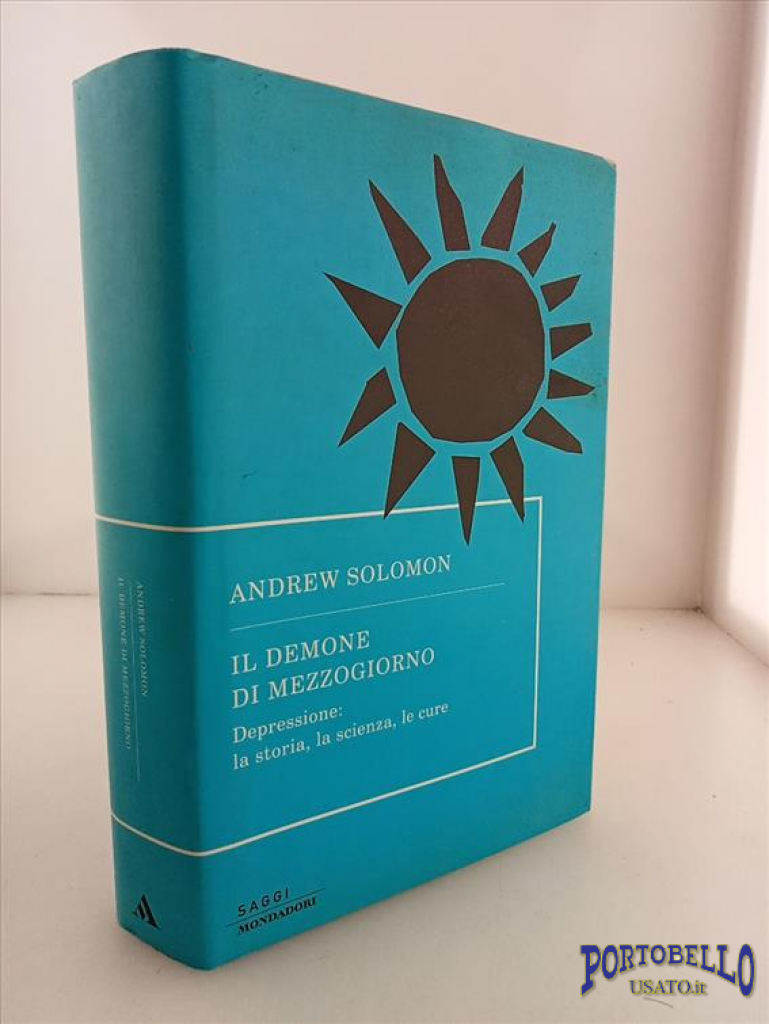 ANDREW SOLOMON
IL DEMONE
DI MEZZOGIORNO
Depressione:
la storia, la scienza, le cure
ANDREW SOLOMON
IL DEMONE DI MEZZOGIORNO
SAGGI
MONDADORI
PORTOBELLO
USATO.it